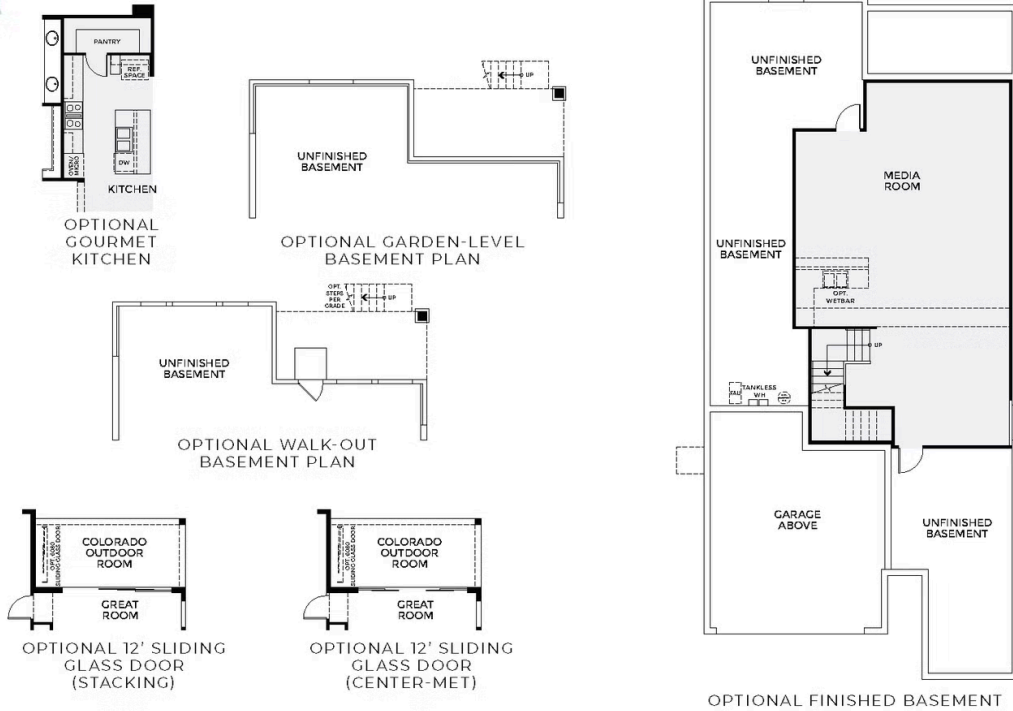 PANTRY
REF.
SPACE
OVEN/
MICRO
DW
KITCHEN
OPTIONAL
GOURMET
KITCHEN
UP
UNFINISHED
BASEMENT
OPTIONAL GARDEN-LEVEL
BASEMENT PLAN
OPT.
STEPS
PER
GRADE
UP
UNFINISHED
BASEMENT
OPTIONAL WALK-OUT
BASEMENT PLAN
OPT. 6080
SLIDING GLASS DOOR
COLORADO
OUTDOOR
ROOM
GREAT
ROOM
OPTIONAL 12' SLIDING
GLASS DOOR
(STACKING)
OPT. 6080
SLIDING GLASS DOOR
COLORADO
OUTDOOR
ROOM
GREAT
ROOM
OPTIONAL 12' SLIDING
GLASS DOOR
(CENTER-MET)
UNFINISHED
BASEMENT
MEDIA
ROOM
UNFINISHED
BASEMENT
OPT.
WETBAR
UP
FAU
TANKLESS
WH
GARAGE
ABOVE
UNFINISHED
BASEMENT
OPTIONAL FINISHED BASEMENT